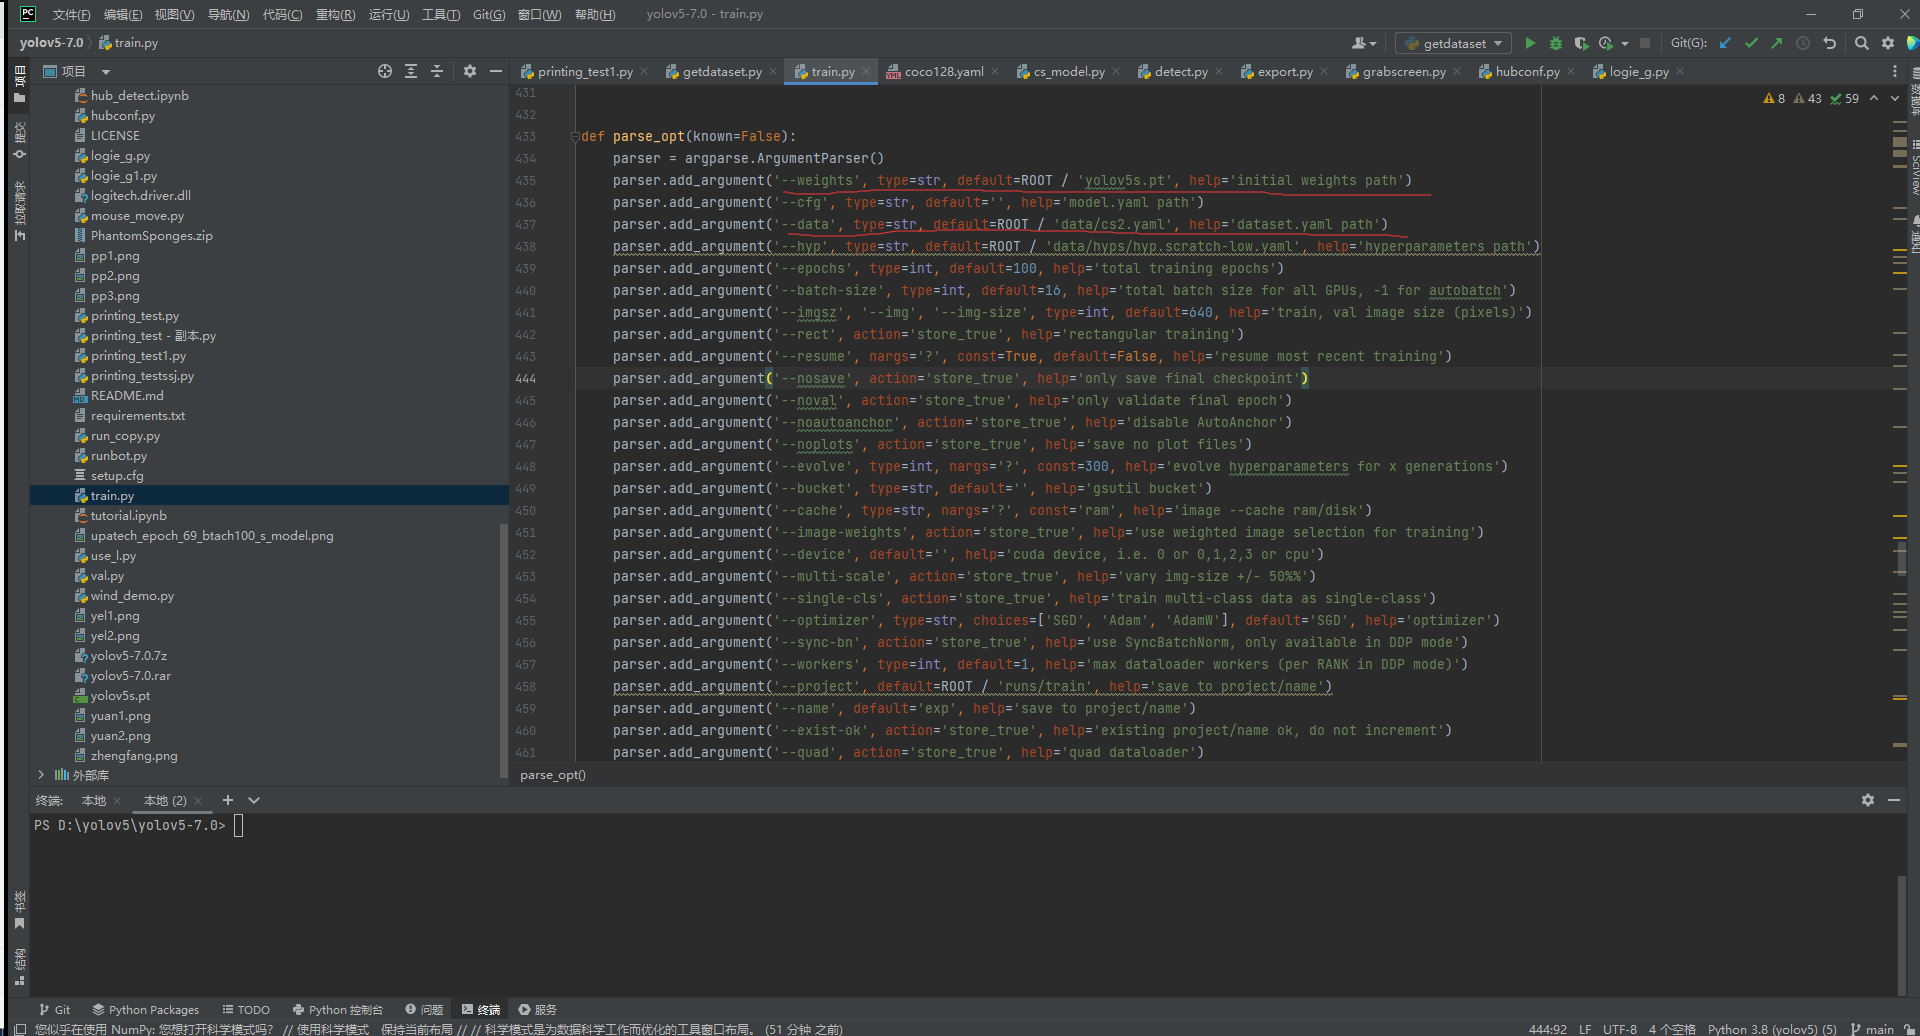 PC 文件(F) 编辑(E) 视图(V) 导航(N) 代码(C) 重构(R) 运行(U) 工具(T) Git(G) 窗口(W) 帮助(H) yolov5-7.0 - train.py
yolov5-7.0 train.py getdataset Git(G):
项目 printing_test1.py getdataset.py train.py coco128.yaml cs_model.py detect.py export.py grabscreen.py hubconf.py logie_g.py
项目
提交
拉取请求
hub_detect.ipynb
hubconf.py
LICENSE
logie_g.py
logie_g1.py
logitech.driver.dll
mouse_move.py
PhantomSponges.zip
pp1.png
pp2.png
pp3.png
printing_test.py
printing_test - 副本.py
printing_test1.py
printing_testssj.py
README.md
requirements.txt
run_copy.py
runbot.py
setup.cfg
train.py
tutorial.ipynb
upatech_epoch_69_btach100_s_model.png
use_l.py
val.py
wind_demo.py
yel1.png
yel2.png
yolov5-7.0.7z
yolov5-7.0.rar
yolov5s.pt
yuan1.png
yuan2.png
zhengfang.png
外部库
8 43 59
431
432
433 def parse_opt(known=False):
434 parser = argparse.ArgumentParser()
435 parser.add_argument('--weights', type=str, default=ROOT / 'yolov5s.pt', help='initial weights path')
436 parser.add_argument('--cfg', type=str, default='', help='model.yaml path')
437 parser.add_argument('--data', type=str, default=ROOT / 'data/cs2.yaml', help='dataset.yaml path')
438 parser.add_argument('--hyp', type=str, default=ROOT / 'data/hyps/hyp.scratch-low.yaml', help='hyperparameters path')
439 parser.add_argument('--epochs', type=int, default=100, help='total training epochs')
440 parser.add_argument('--batch-size', type=int, default=16, help='total batch size for all GPUs, -1 for autobatch')
441 parser.add_argument('--imgsz', '--img', '--img-size', type=int, default=640, help='train, val image size (pixels)')
442 parser.add_argument('--rect', action='store_true', help='rectangular training')
443 parser.add_argument('--resume', nargs='?', const=True, default=False, help='resume most recent training')
444 parser.add_argument('--nosave', action='store_true', help='only save final checkpoint')
445 parser.add_argument('--noval', action='store_true', help='only validate final epoch')
446 parser.add_argument('--noautoanchor', action='store_true', help='disable AutoAnchor')
447 parser.add_argument('--noplots', action='store_true', help='save no plot files')
448 parser.add_argument('--evolve', type=int, nargs='?', const=300, help='evolve hyperparameters for x generations')
449 parser.add_argument('--bucket', type=str, default='', help='gsutil bucket')
450 parser.add_argument('--cache', type=str, nargs='?', const='ram', help='image --cache ram/disk')
451 parser.add_argument('--image-weights', action='store_true', help='use weighted image selection for training')
452 parser.add_argument('--device', default='', help='cuda device, i.e. 0 or 0,1,2,3 or cpu')
453 parser.add_argument('--multi-scale', action='store_true', help='vary img-size +/- 50%%')
454 parser.add_argument('--single-cls', action='store_true', help='train multi-class data as single-class')
455 parser.add_argument('--optimizer', type=str, choices=['SGD', 'Adam', 'AdamW'], default='SGD', help='optimizer')
456 parser.add_argument('--sync-bn', action='store_true', help='use SyncBatchNorm, only available in DDP mode')
457 parser.add_argument('--workers', type=int, default=1, help='max dataloader workers (per RANK in DDP mode)')
458 parser.add_argument('--project', default=ROOT / 'runs/train', help='save to project/name')
459 parser.add_argument('--name', default='exp', help='save to project/name')
460 parser.add_argument('--exist-ok', action='store_true', help='existing project/name ok, do not increment')
461 parser.add_argument('--quad', action='store_true', help='quad dataloader')
parse_opt()
SciView
终端: 本地 本地 (2)
PS D:\yolov5\yolov5-7.0>
书签
结构
Git Python Packages TODO Python 控制台 问题 终端 服务
您似乎在使用 NumPy: 您想打开科学模式吗? // 使用科学模式 保持当前布局 // // 科学模式是为数据科学工作而优化的工具窗口布局。 (51 分钟 之前) 444:92 LF UTF-8 4 个空格 Python 3.8 (yolov5) (5) main